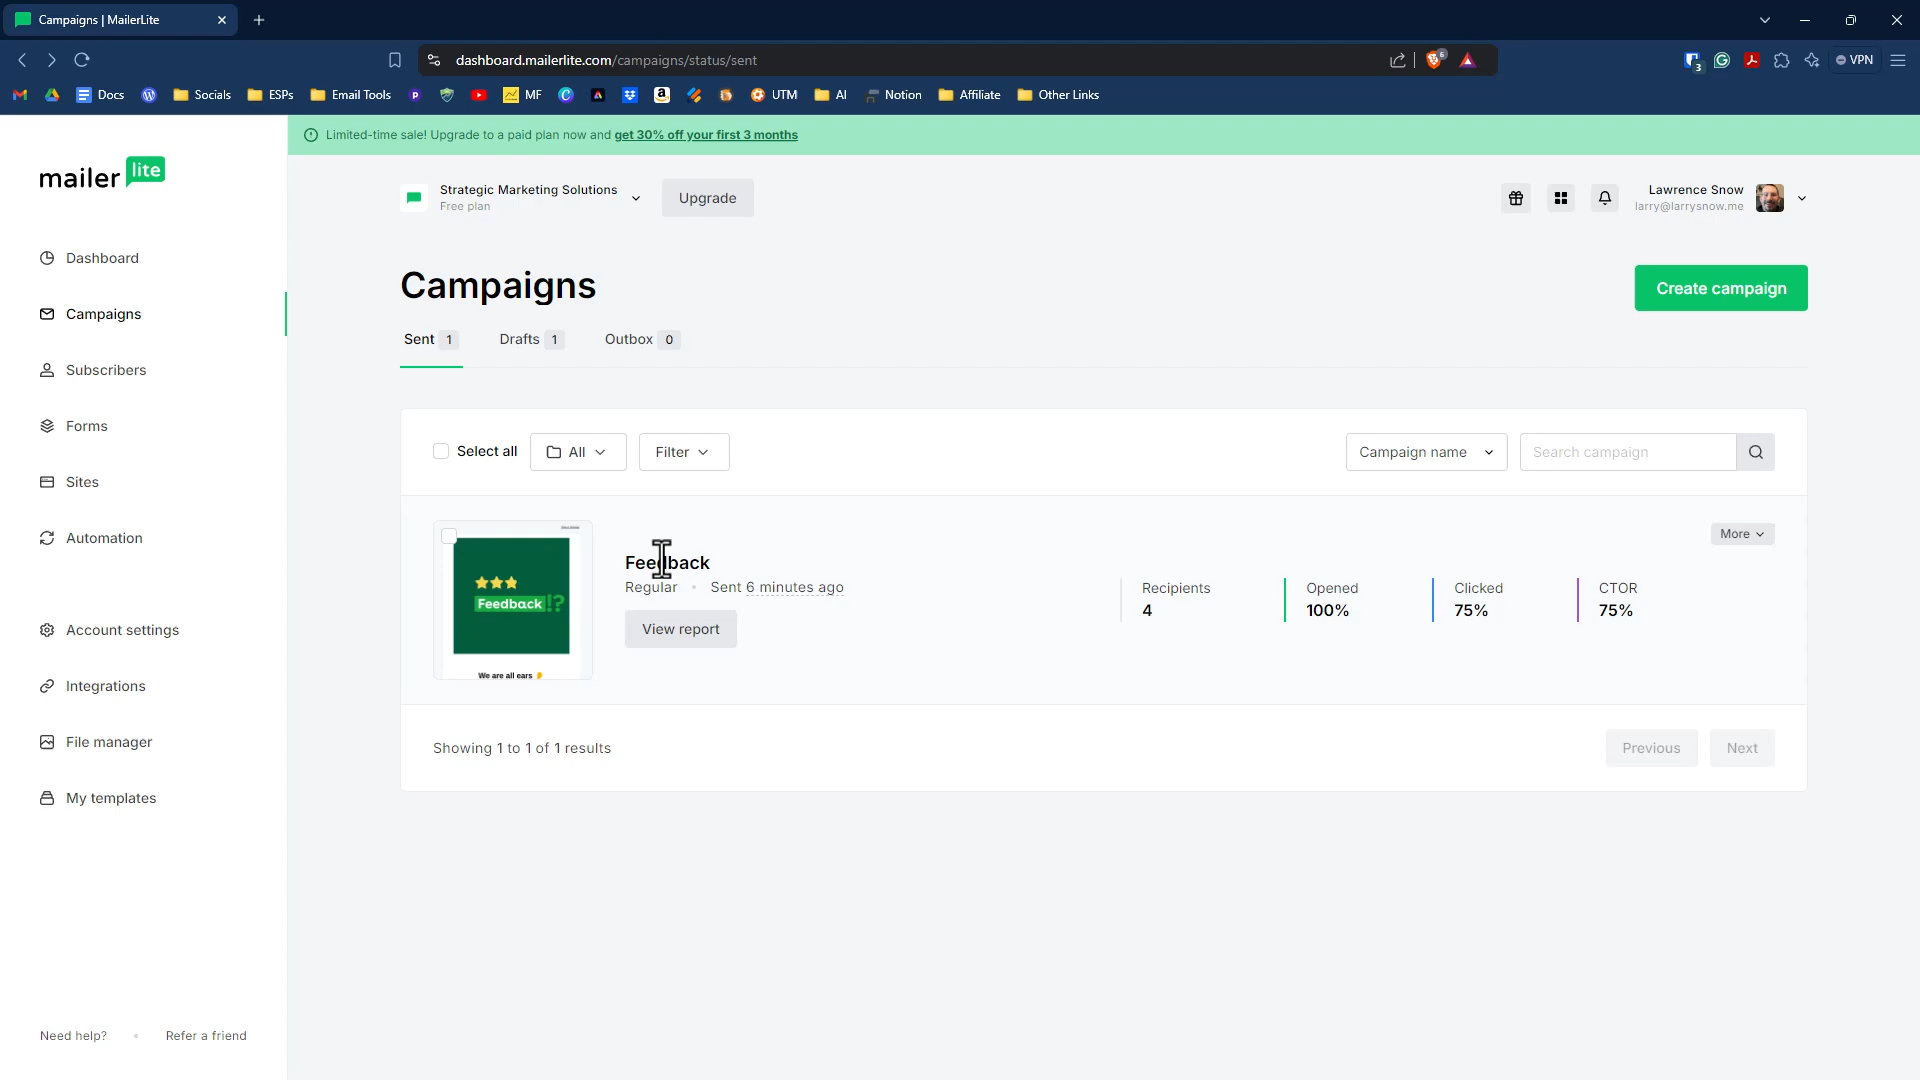 Campaigns | MailerLite
dashboard.mailerlite.com/campaigns/status/sent
6
3
VPN
Docs
Socials
ESPs
Email Tools
MF
UTM
AI
Notion
Affiliate
Other Links
Limited-time sale! Upgrade to a paid plan now and get 30% off your first 3 months
mailer lite
Strategic Marketing Solutions
Free plan
Upgrade
Lawrence Snow
larry@larrysnow.me
Dashboard
Campaigns
Subscribers
Forms
Sites
Automation
Account settings
Integrations
File manager
My templates
Need help?
Refer a friend
Campaigns
Create campaign
Sent 1
Drafts 1
Outbox 0
Select all
All
Filter
Campaign name
Search campaign
Feedback!?
We are all ears
Feedback
Regular • Sent 6 minutes ago
View report
More
Recipients
4
Opened
100%
Clicked
75%
CTOR
75%
Showing 1 to 1 of 1 results
Previous
Next